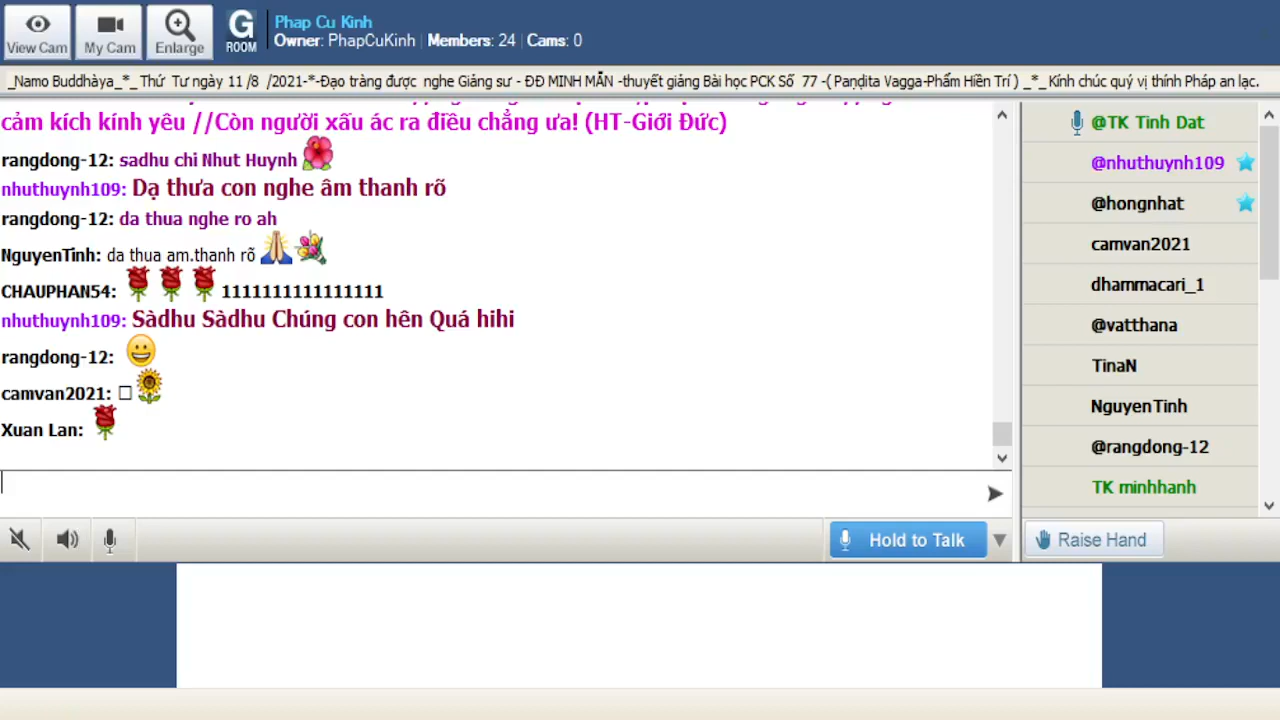 View Cam
My Cam
Enlarge
G
ROOM
Phap Cu Kinh
Owner: PhapCuKinh | Members: 24 | Cams: 0
_Namo Buddhàya_*_Thứ Tư ngày 11 /8 /2021-*-Đạo tràng được nghe Giảng sư - ĐĐ MINH MẪN -thuyết giảng Bài học PCK Số 77 -( Paṇḍita Vagga-Phẩm Hiền Trí ) _*_Kính chúc quý vị thính Pháp an lạc.
cảm kích kính yêu //Còn người xấu ác ra điều chẳng ưa! (HT-Giới Đức)
rangdong-12: sadhu chi Nhut Huynh
nhuthuynh109: Dạ thưa con nghe âm thanh rõ
rangdong-12: da thua nghe ro ah
NguyenTinh: da thua am.thanh rõ
CHAUPHAN54: 1111111111111111
nhuthuynh109: Sàdhu Sàdhu Chúng con hên Quá hihi
rangdong-12:
camvan2021:
Xuan Lan:
@TK Tinh Dat
@nhuthuynh109
@hongnhat
camvan2021
dhammacari_1
@vatthana
TinaN
NguyenTinh
@rangdong-12
TK minhhanh
Hold to Talk
Raise Hand